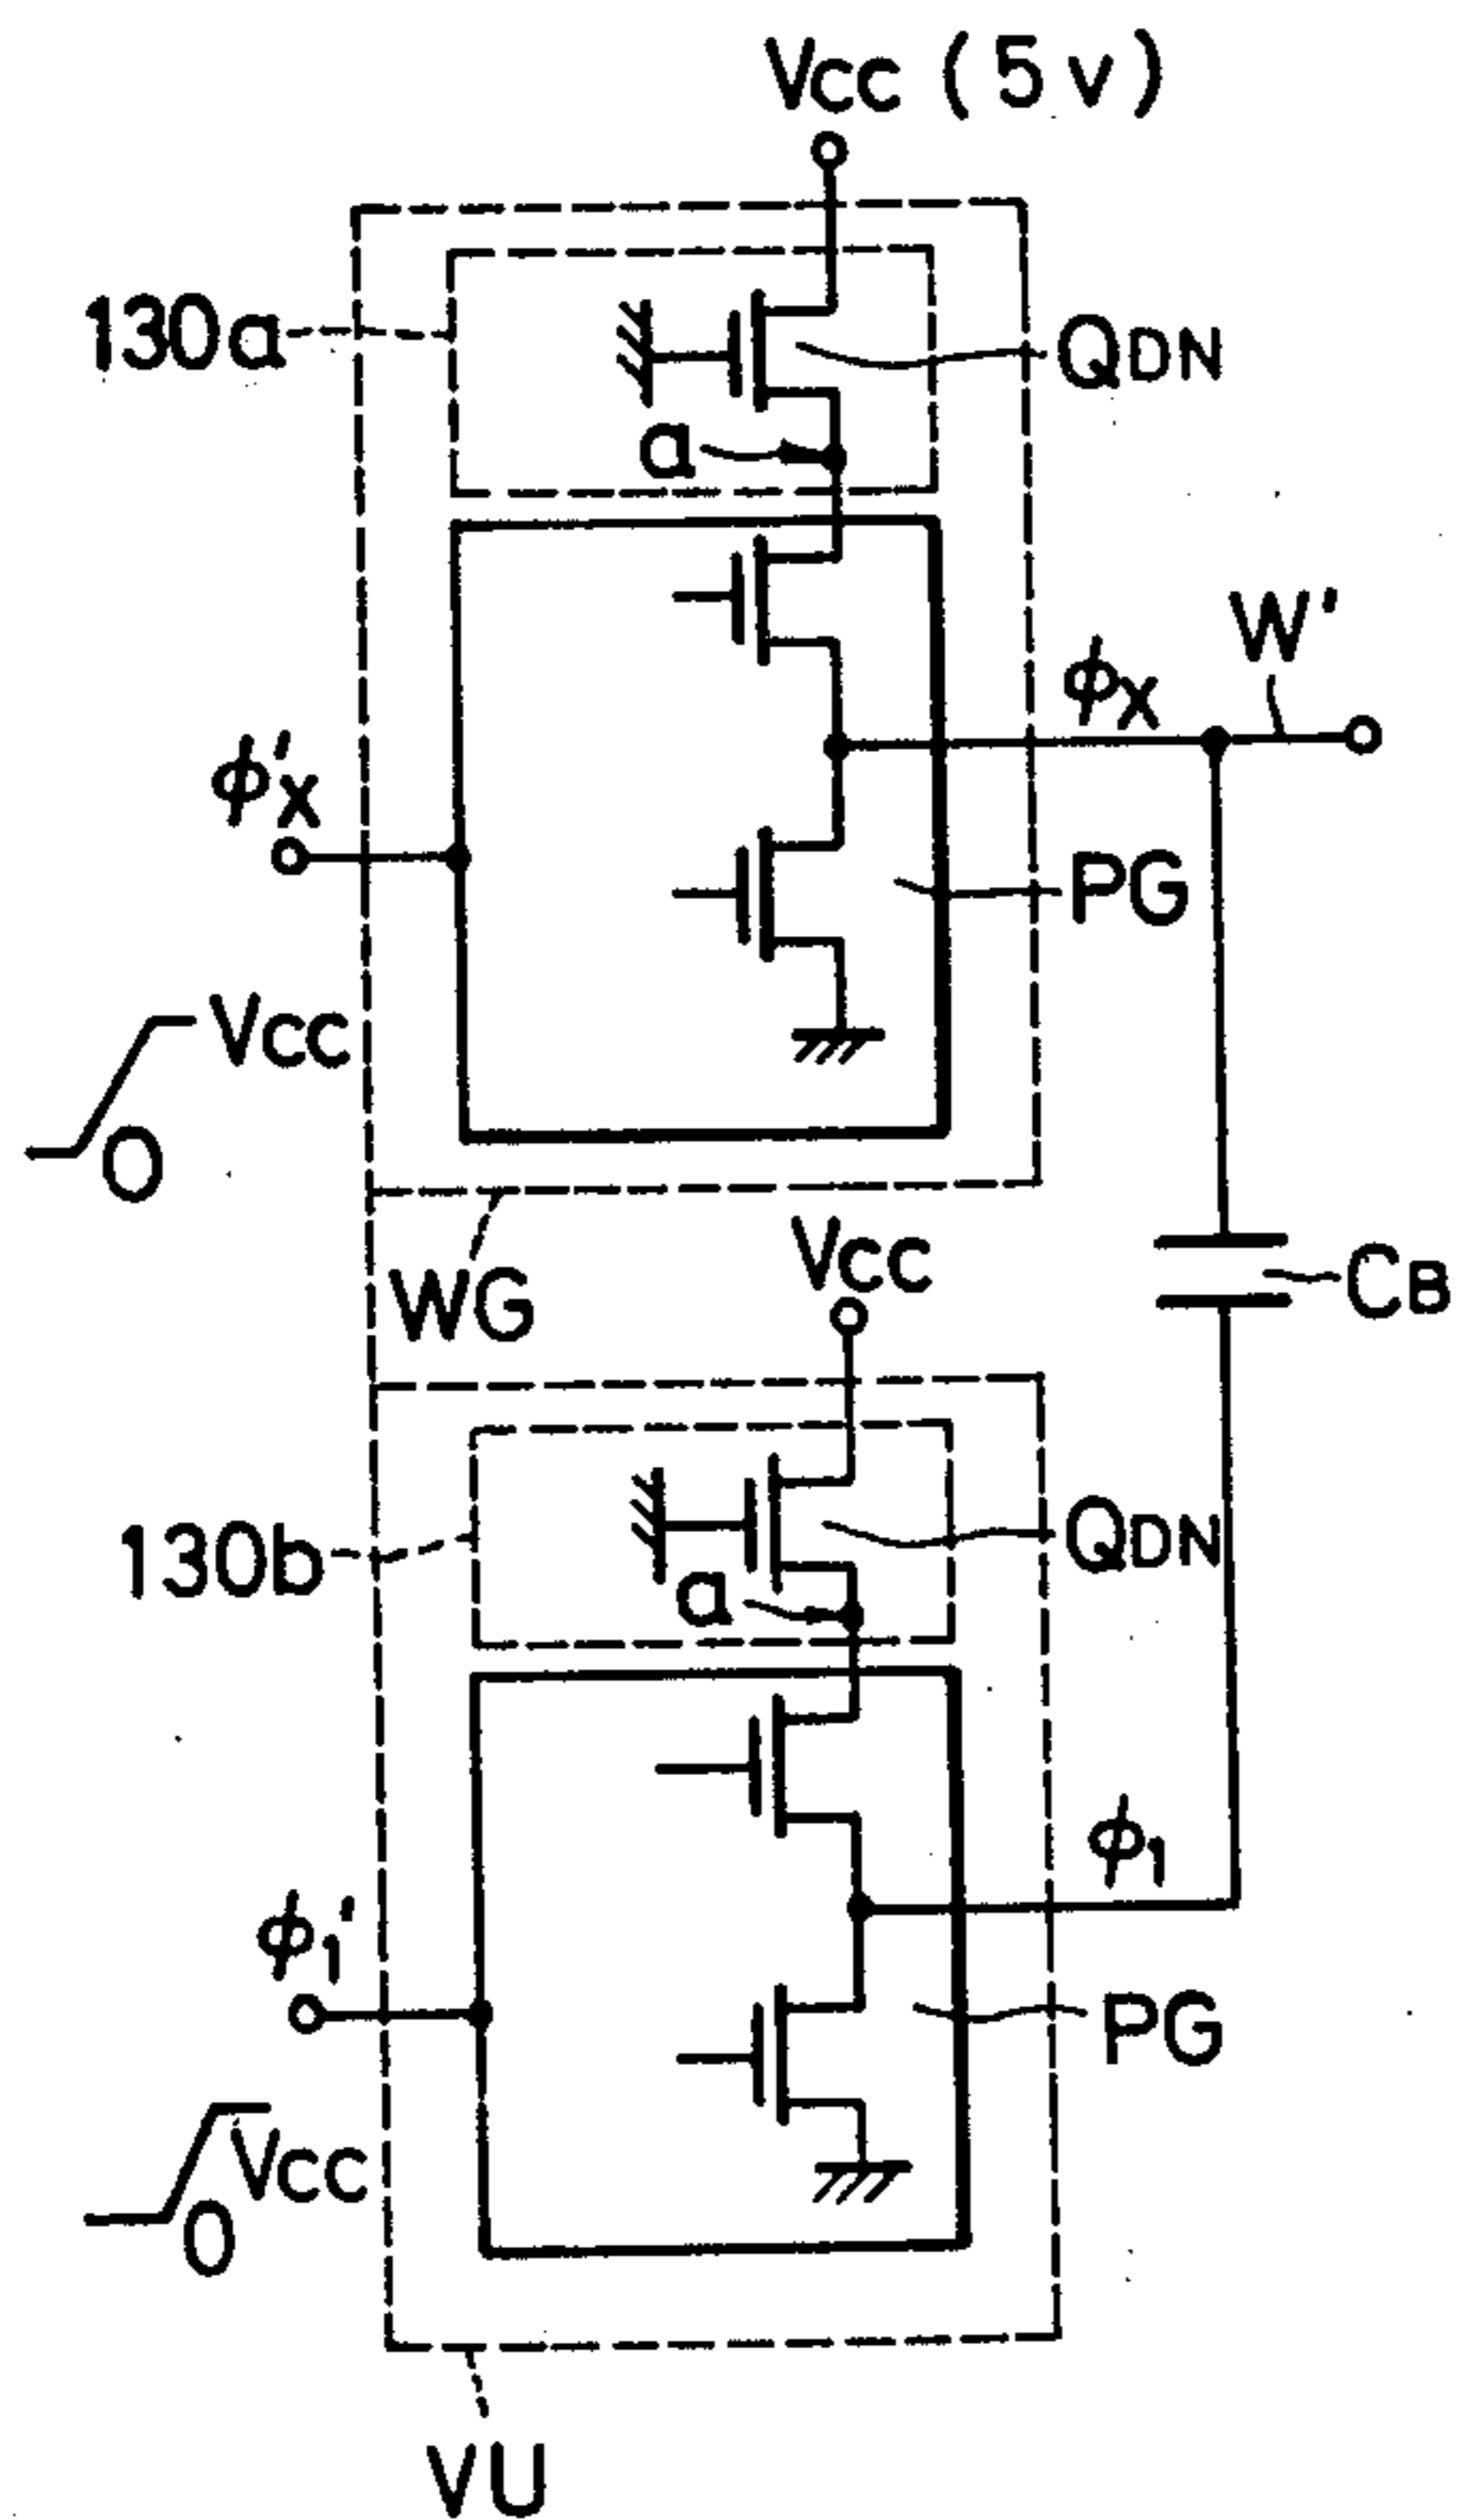 Vcc (5v)
130a
QDN
a
W'
φx
φ'x
PG
Vcc
0
WG
Vcc
CB
130b
QDN
a
φ1
φ1'
PG
Vcc
0
VU